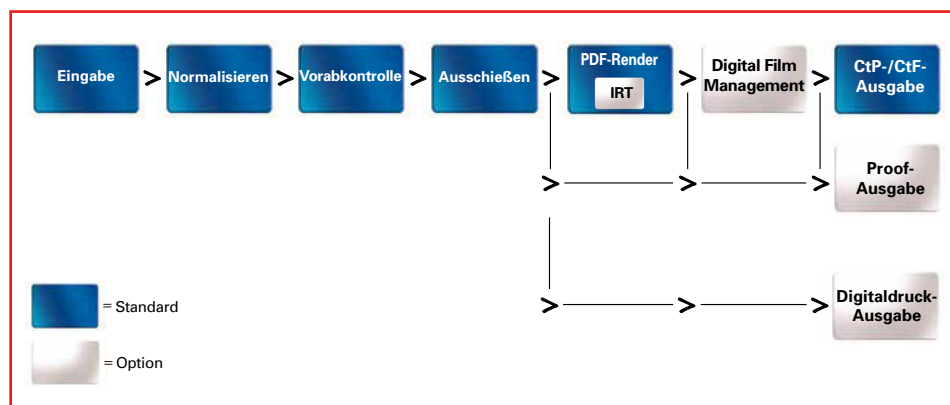 Eingabe
Normalisieren
Vorabkontrolle
Ausschießen
PDF-Render
IRT
Digital Film
Management
CtP-/CtF-
Ausgabe
Proof-
Ausgabe
Digitaldruck-
Ausgabe
= Standard
= Option